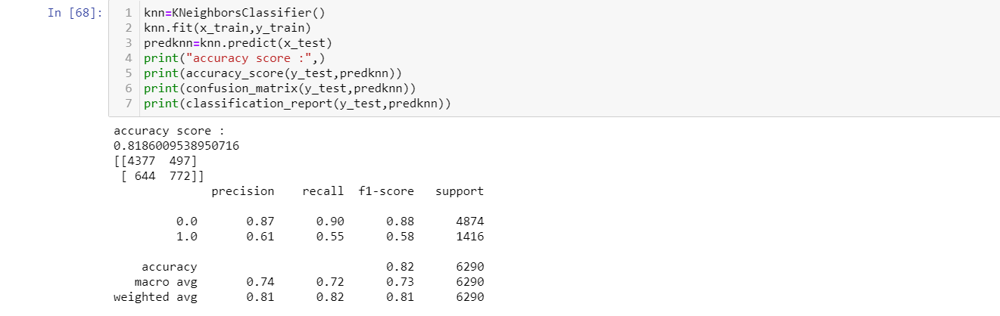 In [68]:
1 knn=KNeighborsClassifier()
2 knn.fit(x_train,y_train)
3 predknn=knn.predict(x_test)
4 print("accuracy score :",)
5 print(accuracy_score(y_test,predknn))
6 print(confusion_matrix(y_test,predknn))
7 print(classification_report(y_test,predknn))
accuracy score :
0.8186009538950716
[[4377  497]
 [ 644  772]]
              precision    recall  f1-score   support
         0.0       0.87      0.90      0.88      4874
         1.0       0.61      0.55      0.58      1416
    accuracy                           0.82      6290
   macro avg       0.74      0.72      0.73      6290
weighted avg       0.81      0.82      0.81      6290